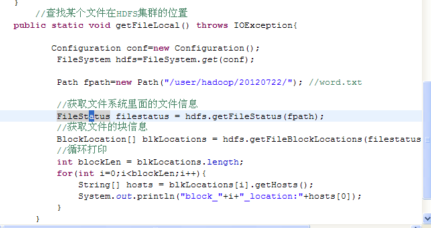 }
//查找某个文件在HDFS集群的位置
public static void getFileLocal() throws IOException{
Configuration conf=new Configuration();
FileSystem hdfs=FileSystem.get(conf);
Path fpath=new Path("/user/hadoop/20120722/"); //word.txt
//获取文件系统里面的文件信息
FileStatus filestatus = hdfs.getFileStatus(fpath);
//获取文件的块信息
BlockLocation[] blkLocations = hdfs.getFileBlockLocations(filestatus
//循环打印
int blockLen = blkLocations.length;
for(int i=0;i<blockLen;i++){
String[] hosts = blkLocations[i].getHosts();
System.out.println("block_"+i+"_location:"+hosts[0]);
}
}